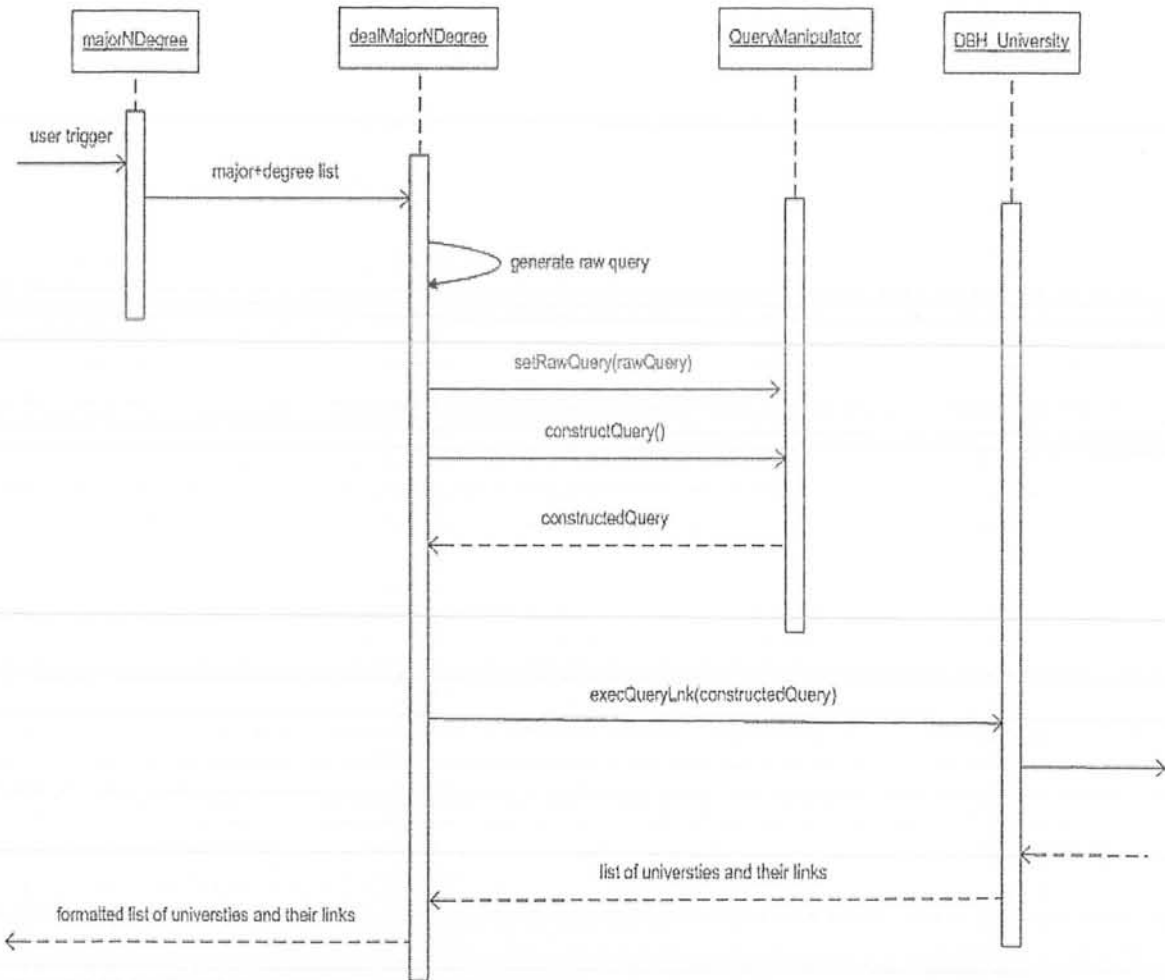 majorNDegree
dealMajorNDegree
QueryManipulator
DBH_University
user trigger
major+degree list
generate raw query
setRawQuery(rawQuery)
constructQuery()
constructedQuery
execQueryLnk(constructedQuery)
list of universties and their links
formatted list of universties and their links